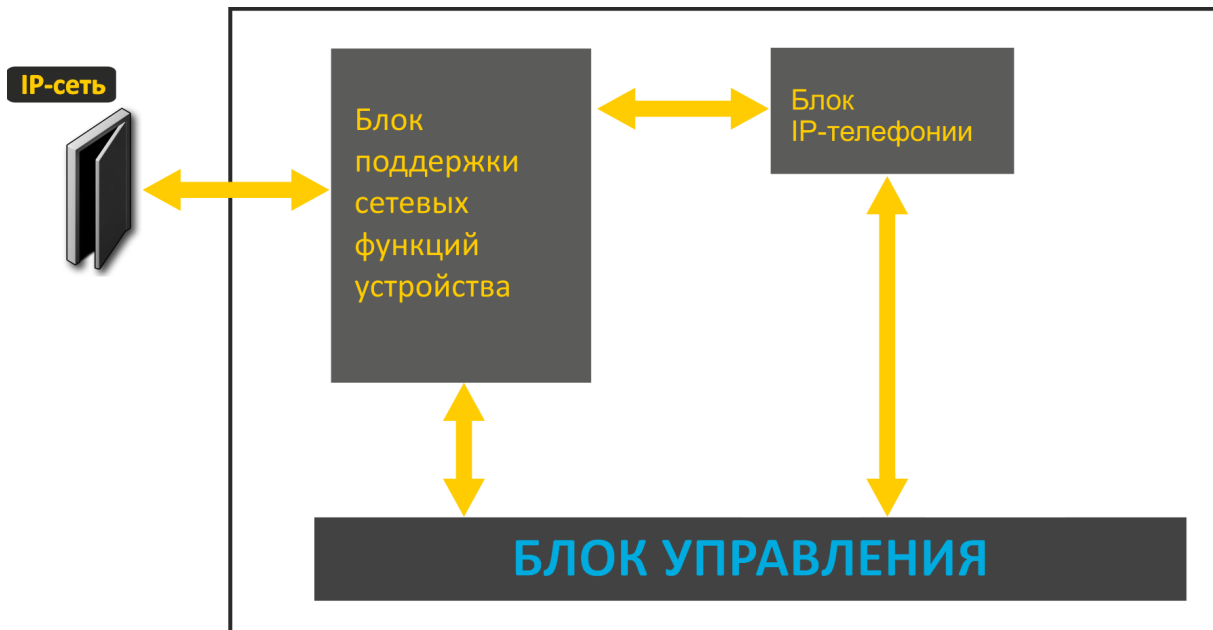 IP-сеть
Блок
поддержки
сетевых
функций
устройства
Блок
IP-телефонии
БЛОК УПРАВЛЕНИЯ